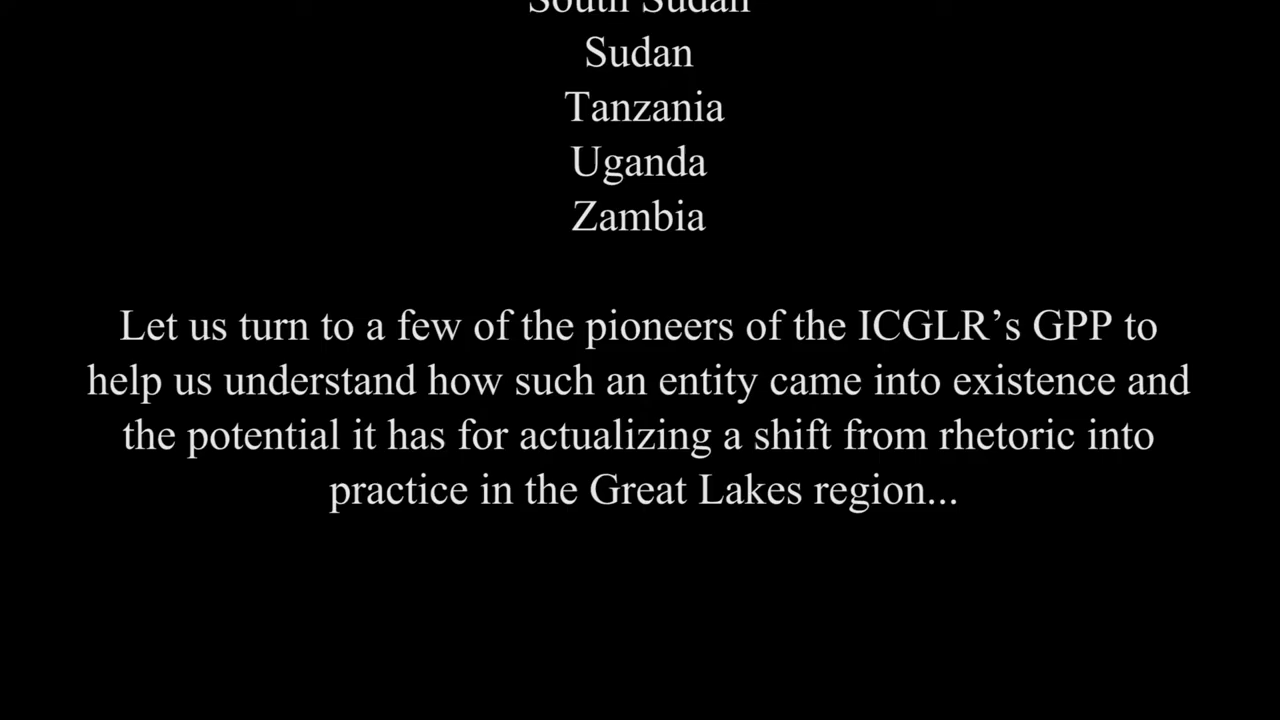 South Sudan
Sudan
Tanzania
Uganda
Zambia
Let us turn to a few of the pioneers of the ICGLR’s GPP to
help us understand how such an entity came into existence and
the potential it has for actualizing a shift from rhetoric into
practice in the Great Lakes region...